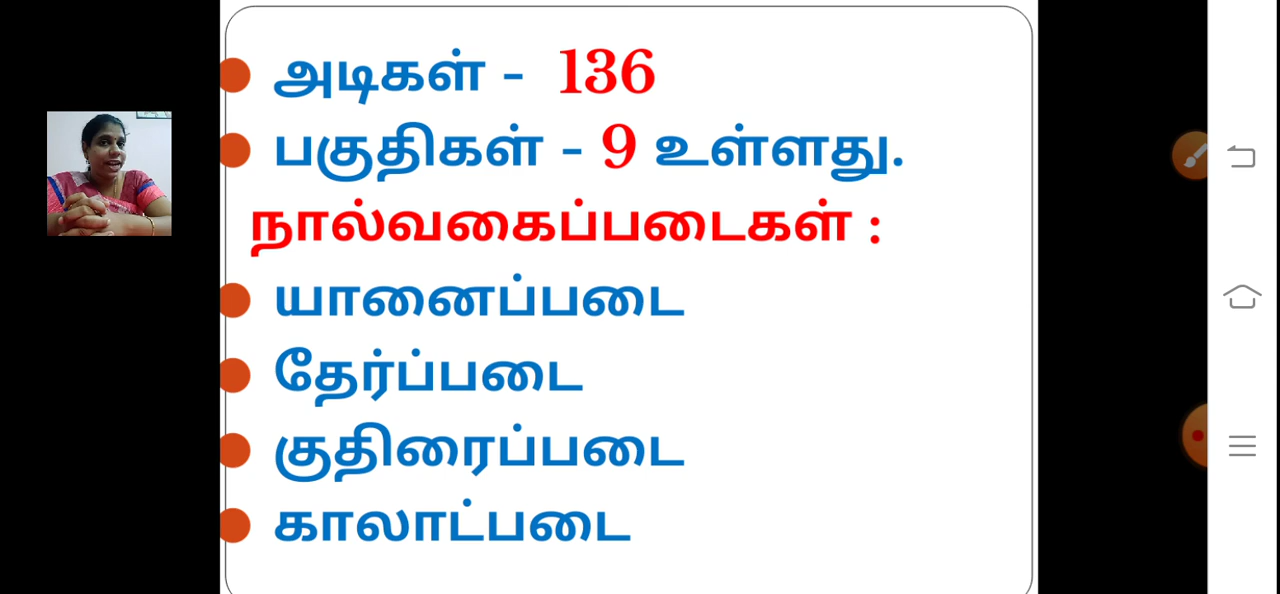 அடிகள் - 136
பகுதிகள் - 9 உள்ளது.
நால்வகைப்படைகள் :
யானைப்படை
தேர்ப்படை
குதிரைப்படை
காலாட்படை